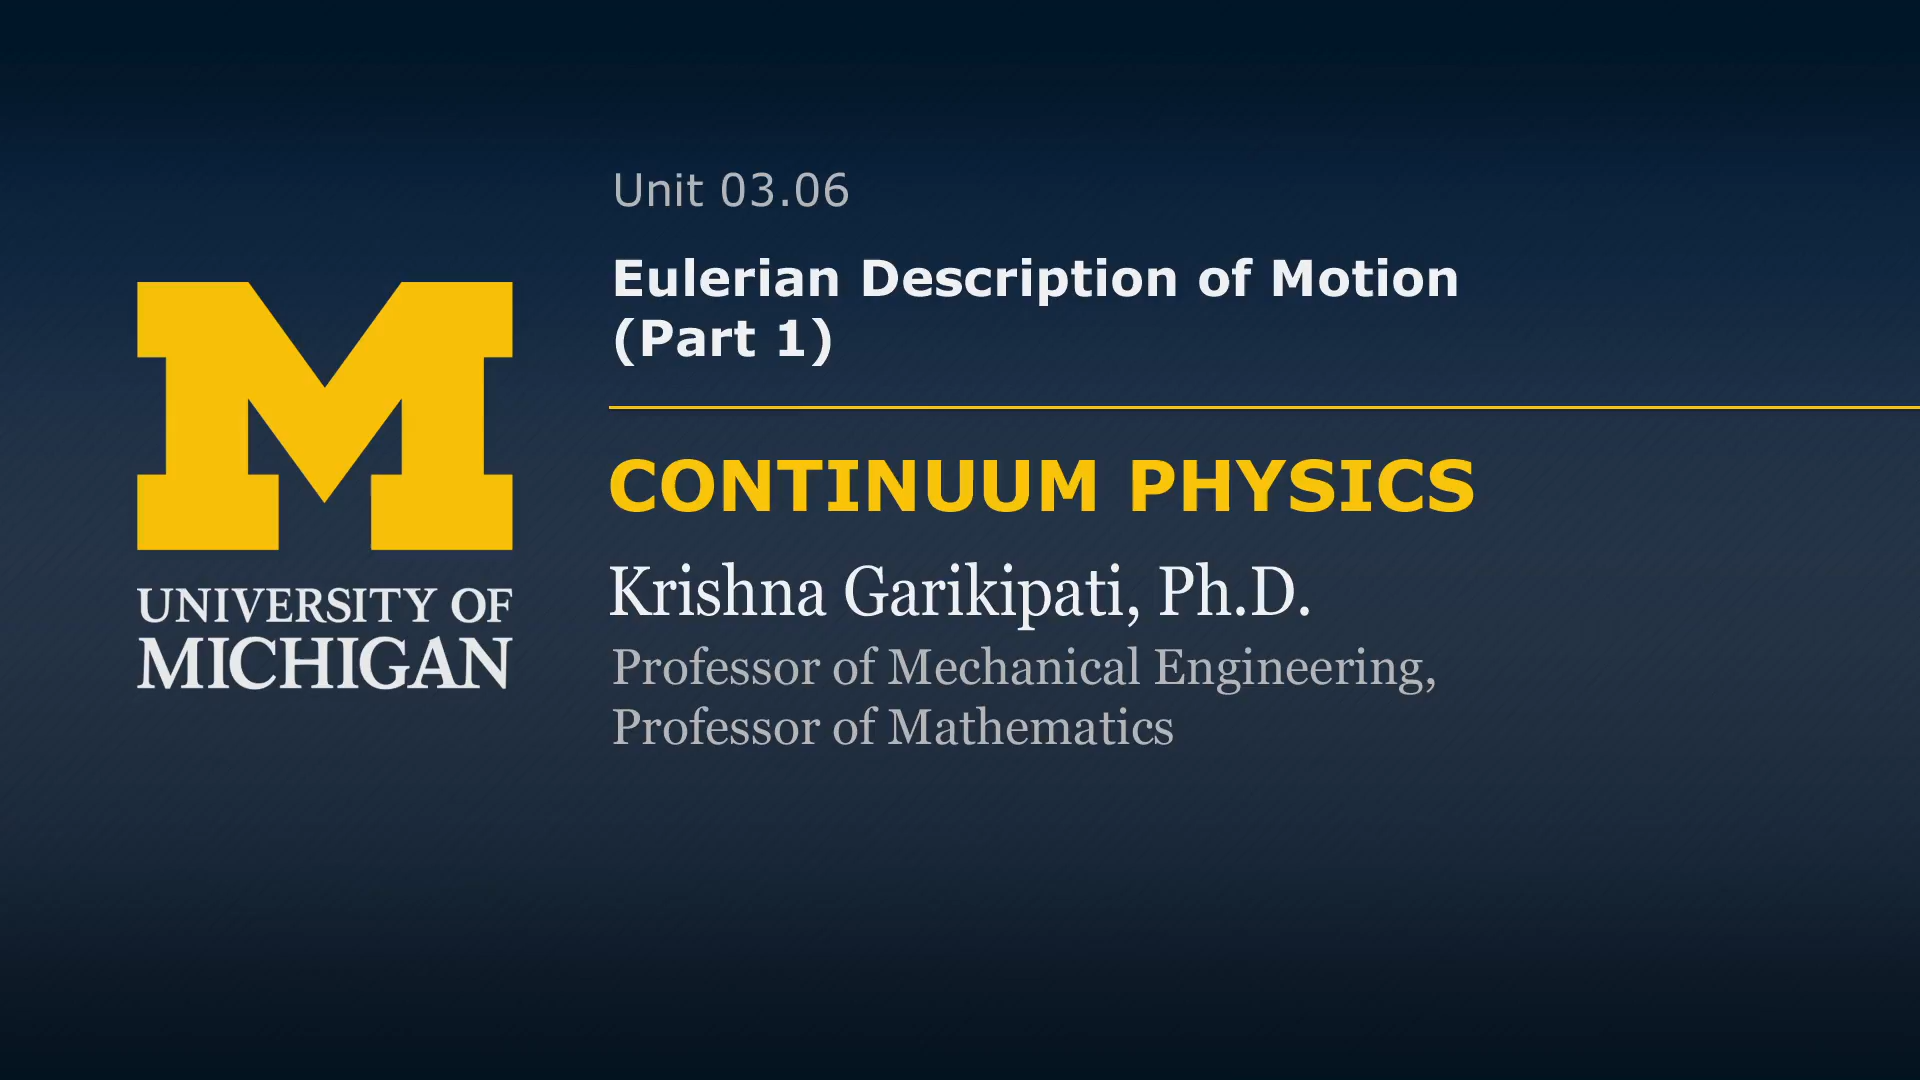 Unit 03.06
Eulerian Description of Motion
(Part 1)
CONTINUUM PHYSICS
Krishna Garikipati, Ph.D.
Professor of Mechanical Engineering,
Professor of Mathematics
M
UNIVERSITY OF
MICHIGAN